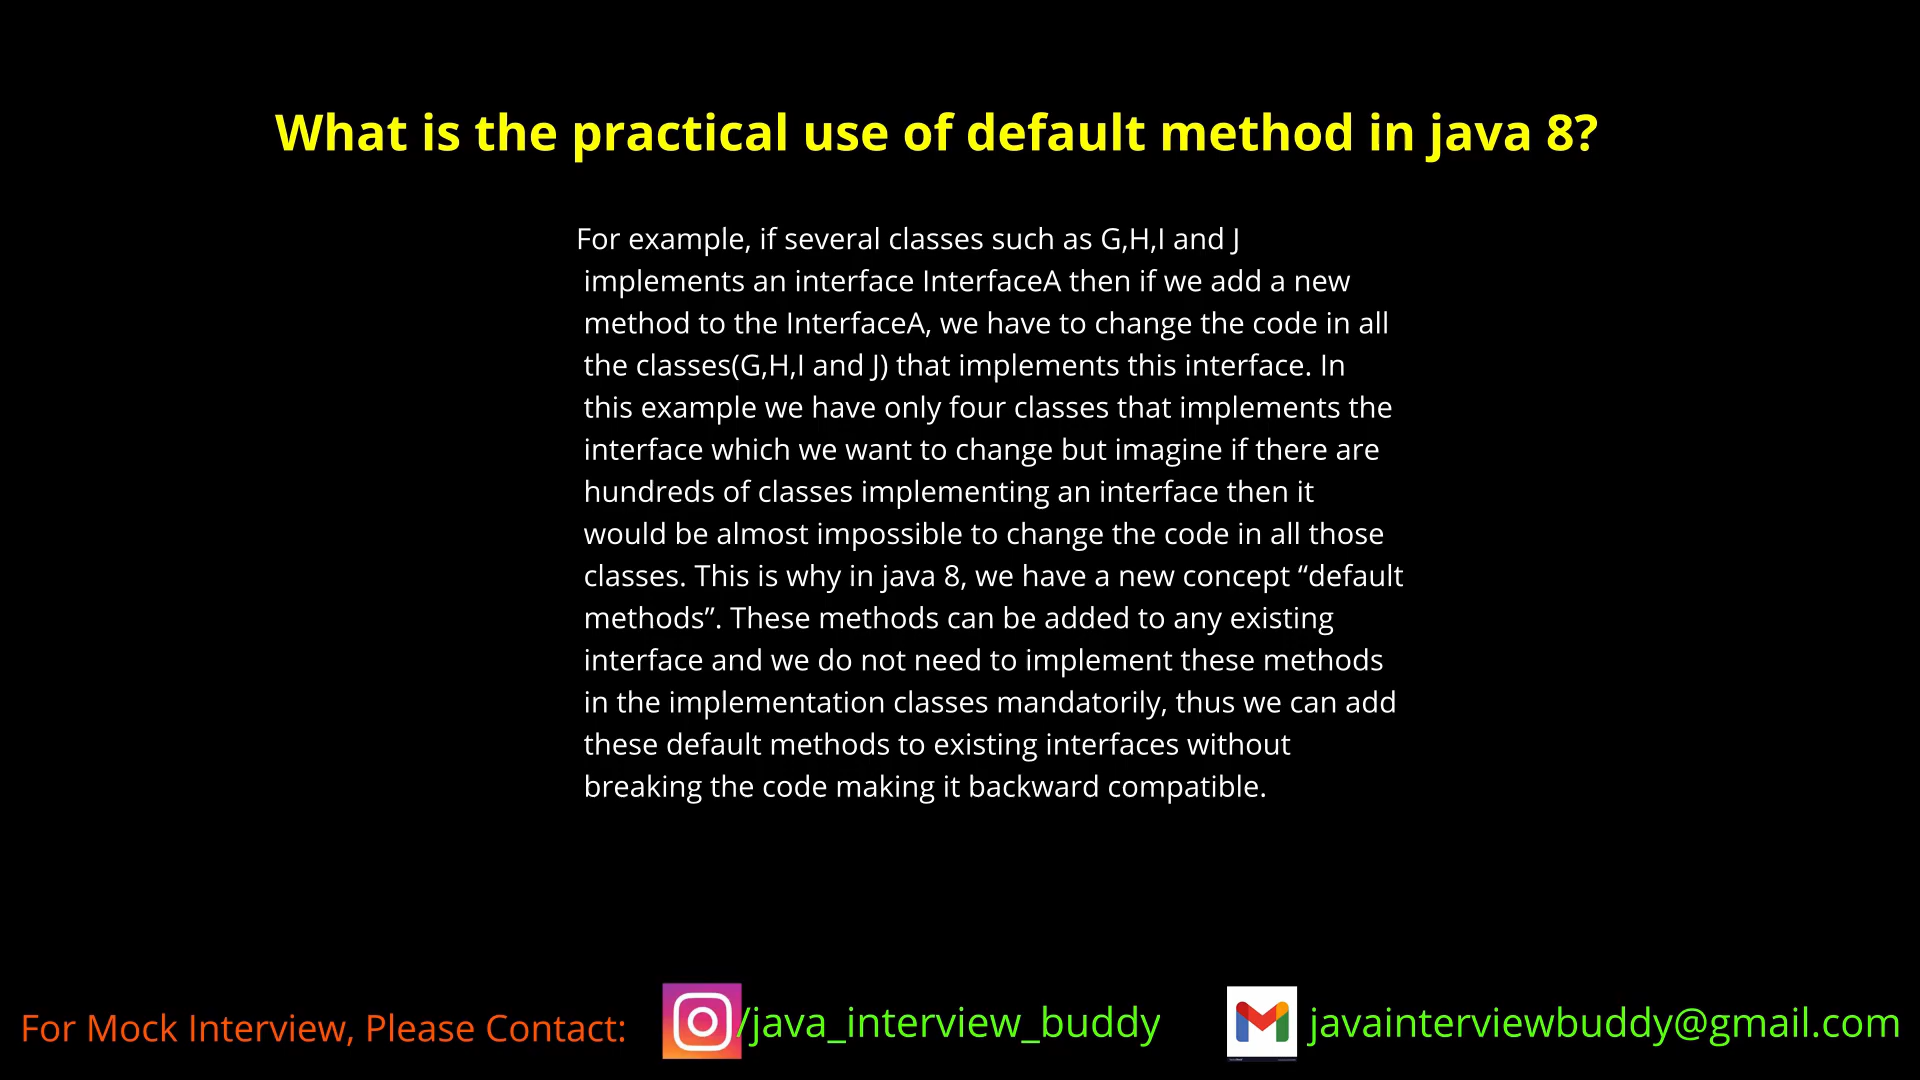 What is the practical use of default method in java 8?
For example, if several classes such as G,H,I and J
implements an interface InterfaceA then if we add a new
method to the InterfaceA, we have to change the code in all
the classes(G,H,I and J) that implements this interface. In
this example we have only four classes that implements the
interface which we want to change but imagine if there are
hundreds of classes implementing an interface then it
would be almost impossible to change the code in all those
classes. This is why in java 8, we have a new concept “default
methods”. These methods can be added to any existing
interface and we do not need to implement these methods
in the implementation classes mandatorily, thus we can add
these default methods to existing interfaces without
breaking the code making it backward compatible.
For Mock Interview, Please Contact: /java_interview_buddy javainterviewbuddy@gmail.com